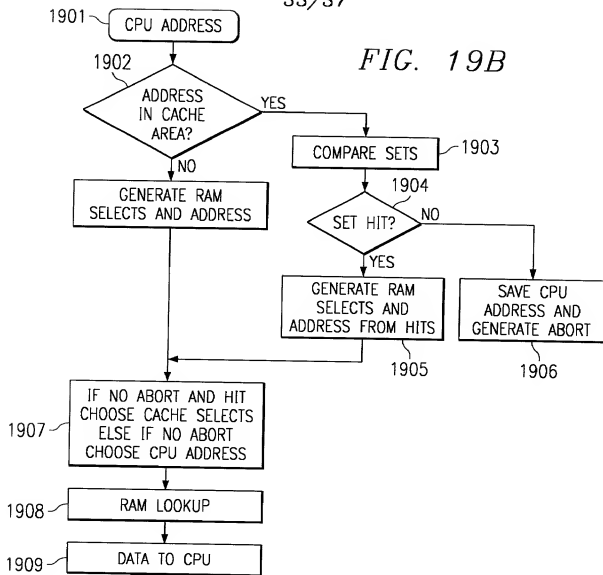 1901
CPU ADDRESS
FIG. 19B
1902
ADDRESS
IN CACHE
AREA?
YES
NO
COMPARE SETS
1903
1904
SET HIT?
NO
YES
GENERATE RAM
SELECTS AND ADDRESS
GENERATE RAM
SELECTS AND
ADDRESS FROM HITS
1905
SAVE CPU
ADDRESS AND
GENERATE ABORT
1906
1907
IF NO ABORT AND HIT
CHOOSE CACHE SELECTS
ELSE IF NO ABORT
CHOOSE CPU ADDRESS
1908
RAM LOOKUP
1909
DATA TO CPU